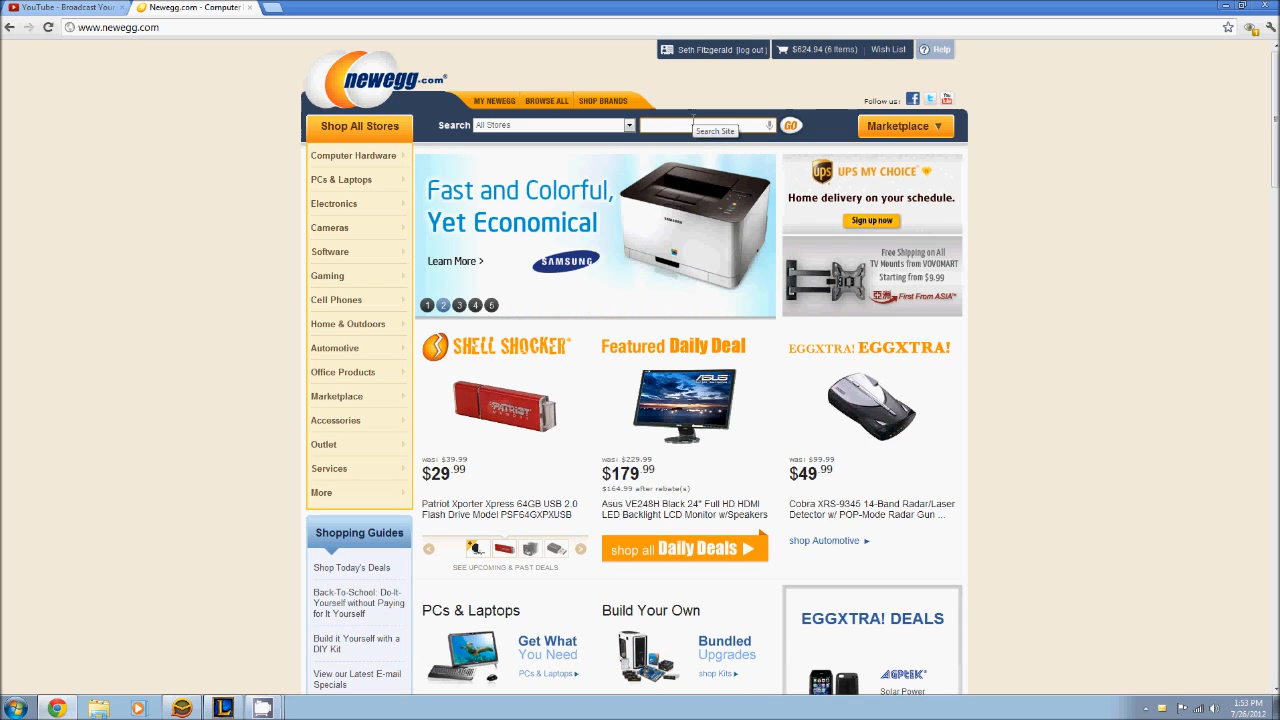 YouTube - Broadcast Your
Newegg.com - Computer
www.newegg.com
Seth Fitzgerald [log out]
$624.94 (6 Items)
Wish List
Help
newegg.com
MY NEWEGG
BROWSE ALL
SHOP BRANDS
Follow us:
Shop All Stores
Search
All Stores
Search Site
GO
Marketplace ▼
Computer Hardware
PCs & Laptops
Electronics
Cameras
Software
Gaming
Cell Phones
Home & Outdoors
Automotive
Office Products
Marketplace
Accessories
Outlet
Services
More
Fast and Colorful,
Yet Economical
Learn More >
SAMSUNG
1 2 3 4 5
UPS MY CHOICE
Home delivery on your schedule.
Sign up now
Free Shipping on All
TV Mounts from VOVOMART
Starting from $9.99
First From ASIA™
SHELL SHOCKER®
was: $39.99
$29.99
Patriot Xporter Xpress 64GB USB 2.0
Flash Drive Model PSF64GXPXUSB
SEE UPCOMING & PAST DEALS
Featured Daily Deal
ASUS
was: $229.99
$179.99
$164.99 after rebate(s)
Asus VE248H Black 24" Full HD HDMI
LED Backlight LCD Monitor w/Speakers
shop all Daily Deals
EGGXTRA! EGGXTRA!
was: $99.99
$49.99
Cobra XRS-9345 14-Band Radar/Laser
Detector w/ POP-Mode Radar Gun ...
shop Automotive
Shopping Guides
Shop Today's Deals
Back-To-School: Do-It-
Yourself without Paying
for It Yourself
Build it Yourself with a
DIY Kit
View our Latest E-mail
Specials
PCs & Laptops
Get What
You Need
PCs & Laptops
Build Your Own
Bundled
Upgrades
shop Kits
EGGXTRA! DEALS
AGPTEK
Solar Power
1:53 PM
7/26/2012